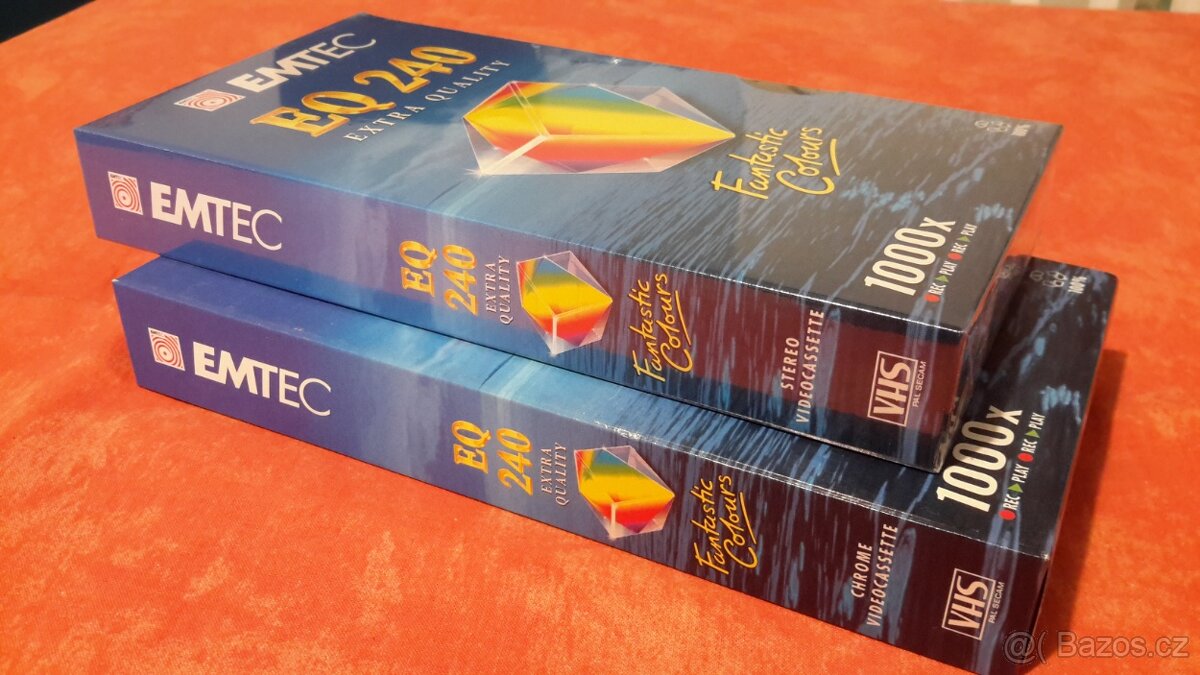 EMTEC
EQ 240
EXTRA QUALITY
Fantastic
Colours
100%
1000x
REC PLAY REC PLAY
EMTEC
EQ
240
EXTRA
QUALITY
Fantastic
Colours
STEREO
VIDEOCASSETTE
VHS
PAL SECAM
100%
1000x
REC PLAY REC PLAY
EMTEC
EQ
240
EXTRA
QUALITY
Fantastic
Colours
CHROME
VIDEOCASSETTE
VHS
PAL SECAM
@( Bazos.cz